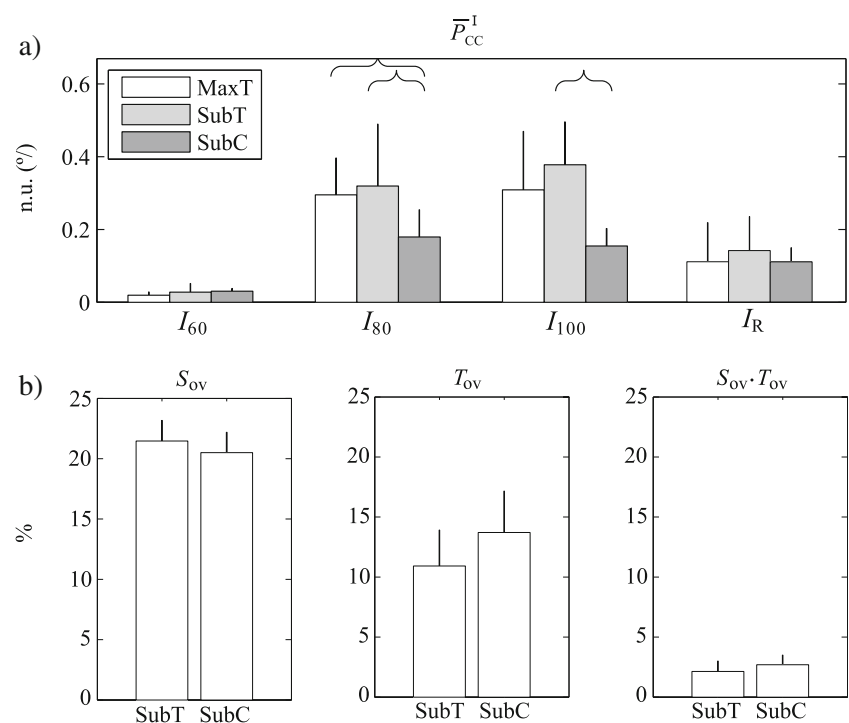 P̅CC^I
a)
0.6
0.4
0.2
0
n.u. (º/)
MaxT
SubT
SubC
I60
I80
I100
IR
b)
Sov
25
20
15
10
5
0
%
SubT SubC
Tov
25
20
15
10
5
0
SubT SubC
Sov·Tov
25
20
15
10
5
0
SubT SubC